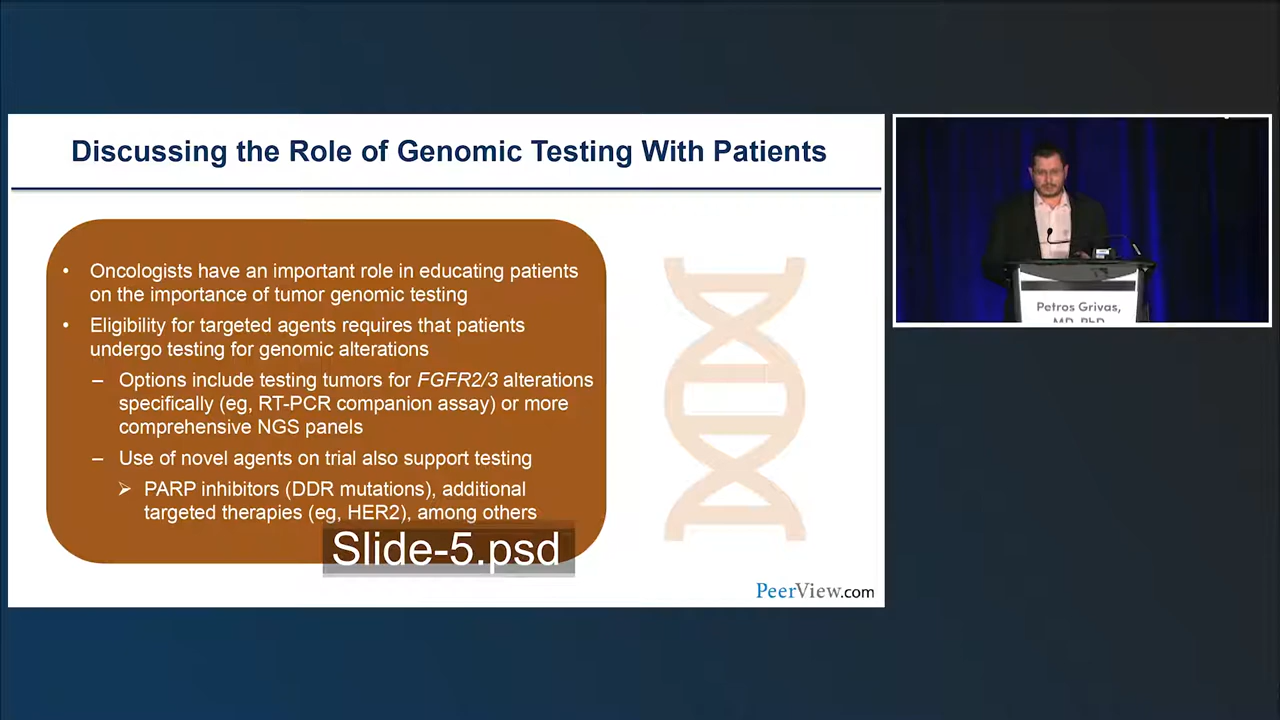 Discussing the Role of Genomic Testing With Patients
• Oncologists have an important role in educating patients
on the importance of tumor genomic testing
• Eligibility for targeted agents requires that patients
undergo testing for genomic alterations
– Options include testing tumors for FGFR2/3 alterations
specifically (eg, RT-PCR companion assay) or more
comprehensive NGS panels
– Use of novel agents on trial also support testing
➢ PARP inhibitors (DDR mutations), additional
targeted therapies (eg, HER2), among others
Slide-5.psd
PeerView.com
Petros Grivas,
MD, PhD